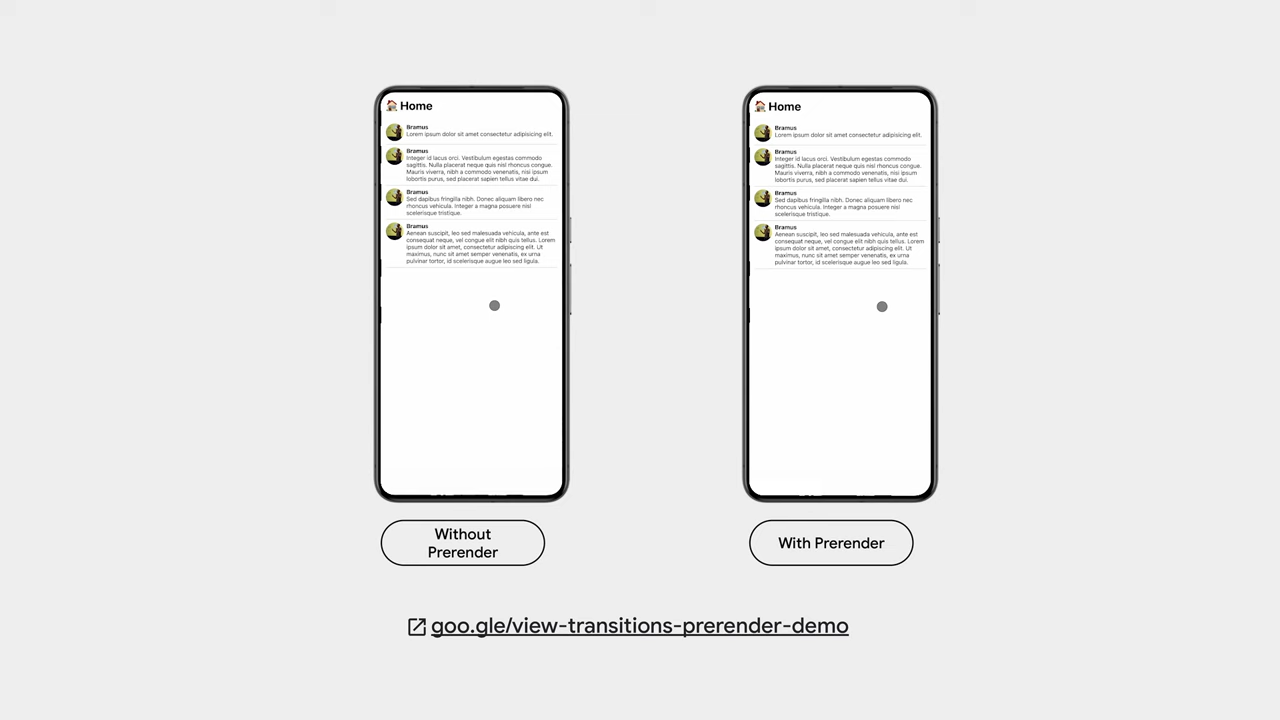 🏠 Home
Bramus
Lorem ipsum dolor sit amet consectetur adipisicing elit.
Bramus
Integer id lacus orci. Vestibulum egestas commodo
sagittis. Nulla placerat neque quis nisl rhoncus congue.
Mauris viverra, nibh a commodo venenatis, nisi ipsum
lobortis purus, sed placerat sapien tellus vitae dui.
Bramus
Sed dapibus fringilla nibh. Donec aliquam libero nec
rhoncus vehicula. Integer a magna posuere nisl
scelerisque tristique.
Bramus
Aenean suscipit, leo sed malesuada vehicula, ante est
consequat neque, vel congue elit nibh quis tellus. Lorem
ipsum dolor sit amet, consectetur adipiscing elit. Ut
maximus, nunc sit amet semper venenatis, ex urna
pulvinar tortor, id scelerisque augue leo sed ligula.
Without
Prerender
🏠 Home
Bramus
Lorem ipsum dolor sit amet consectetur adipisicing elit.
Bramus
Integer id lacus orci. Vestibulum egestas commodo
sagittis. Nulla placerat neque quis nisl rhoncus congue.
Mauris viverra, nibh a commodo venenatis, nisi ipsum
lobortis purus, sed placerat sapien tellus vitae dui.
Bramus
Sed dapibus fringilla nibh. Donec aliquam libero nec
rhoncus vehicula. Integer a magna posuere nisl
scelerisque tristique.
Bramus
Aenean suscipit, leo sed malesuada vehicula, ante est
consequat neque, vel congue elit nibh quis tellus. Lorem
ipsum dolor sit amet, consectetur adipiscing elit. Ut
maximus, nunc sit amet semper venenatis, ex urna
pulvinar tortor, id scelerisque augue leo sed ligula.
With Prerender
goo.gle/view-transitions-prerender-demo